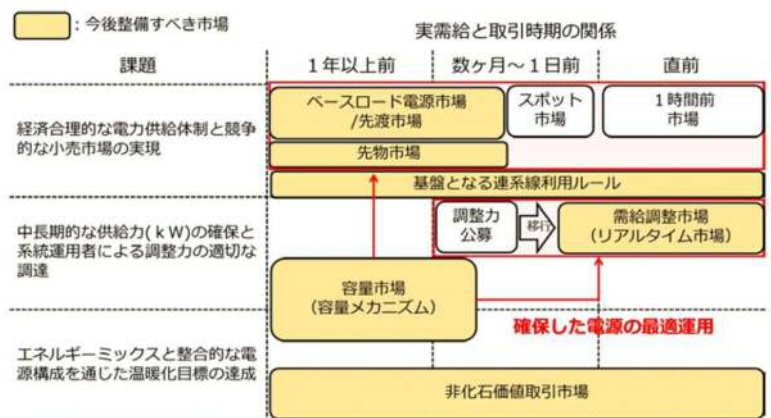 ：今後整備すべき市場
実需給と取引時期の関係
課題
１年以上前
数ヶ月～１日前
直前
経済合理的な電力供給体制と競争
的な小売市場の実現
ベースロード電源市場
/先渡市場
スポット
市場
１時間前
市場
先物市場
基盤となる連系線利用ルール
中長期的な供給力(ｋW)の確保と
系統運用者による調整力の適切な
調達
調整力
公募
移行
需給調整市場
(リアルタイム市場)
容量市場
(容量メカニズム)
確保した電源の最適運用
エネルギーミックスと整合的な電
源構成を通じた温暖化目標の達成
非化石価値取引市場